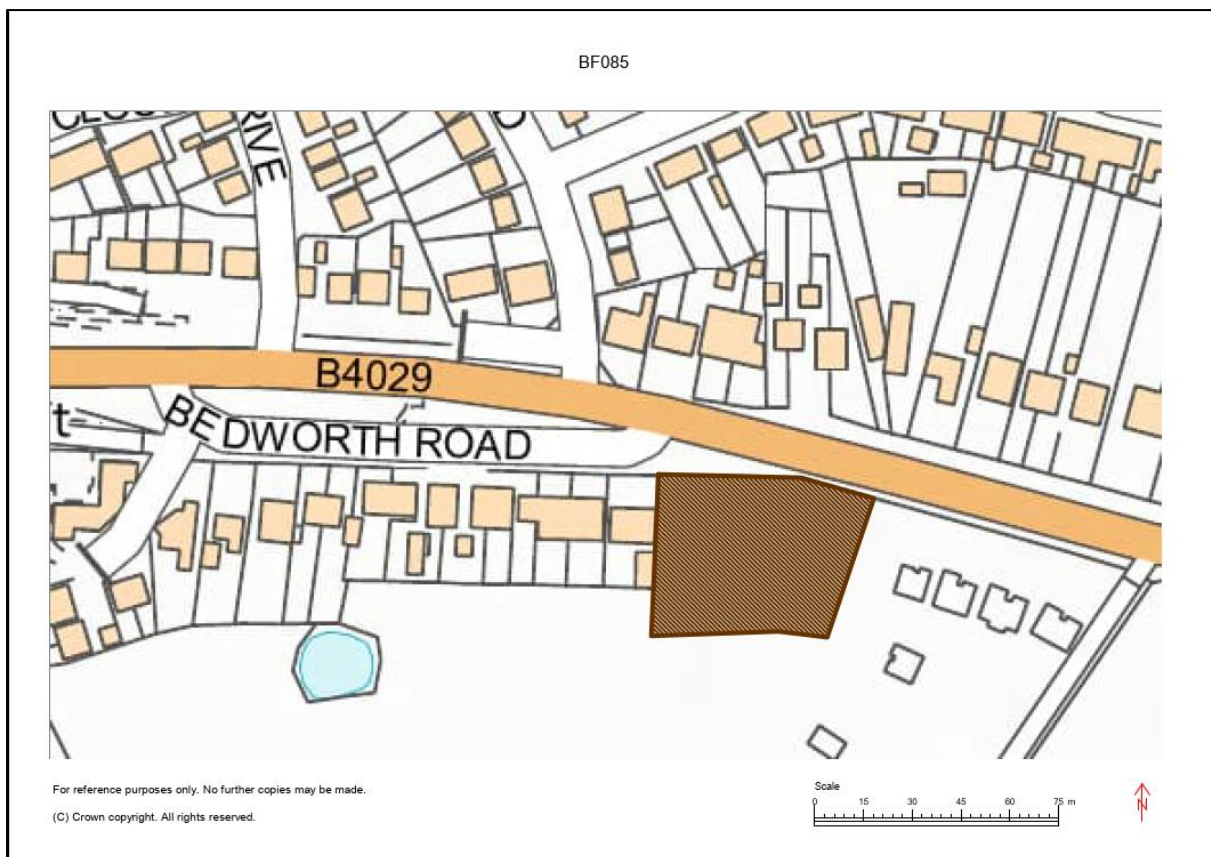 BF085
DRIVE
B4029
BEDWORTH ROAD
For reference purposes only. No further copies may be made.
(C) Crown copyright. All rights reserved.
Scale
0 15 30 45 60 75 m
N